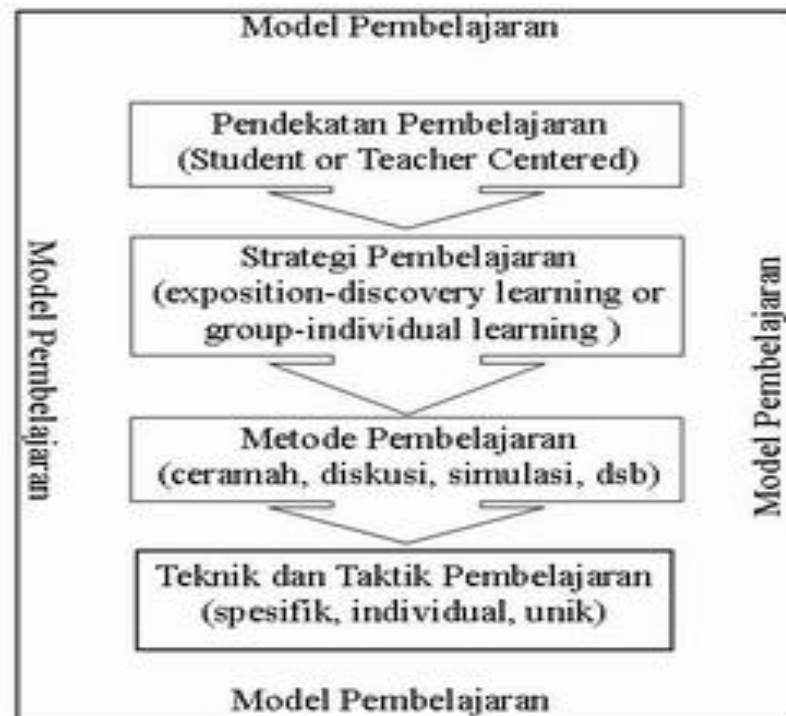 Model Pembelajaran
Pendekatan Pembelajaran
(Student or Teacher Centered)
Strategi Pembelajaran
(exposition-discovery learning or
group-individual learning )
Metode Pembelajaran
(ceramah, diskusi, simulasi, dsb)
Teknik dan Taktik Pembelajaran
(spesifik, individual, unik)
Model Pembelajaran
Model Pembelajaran
Model Pembelajaran